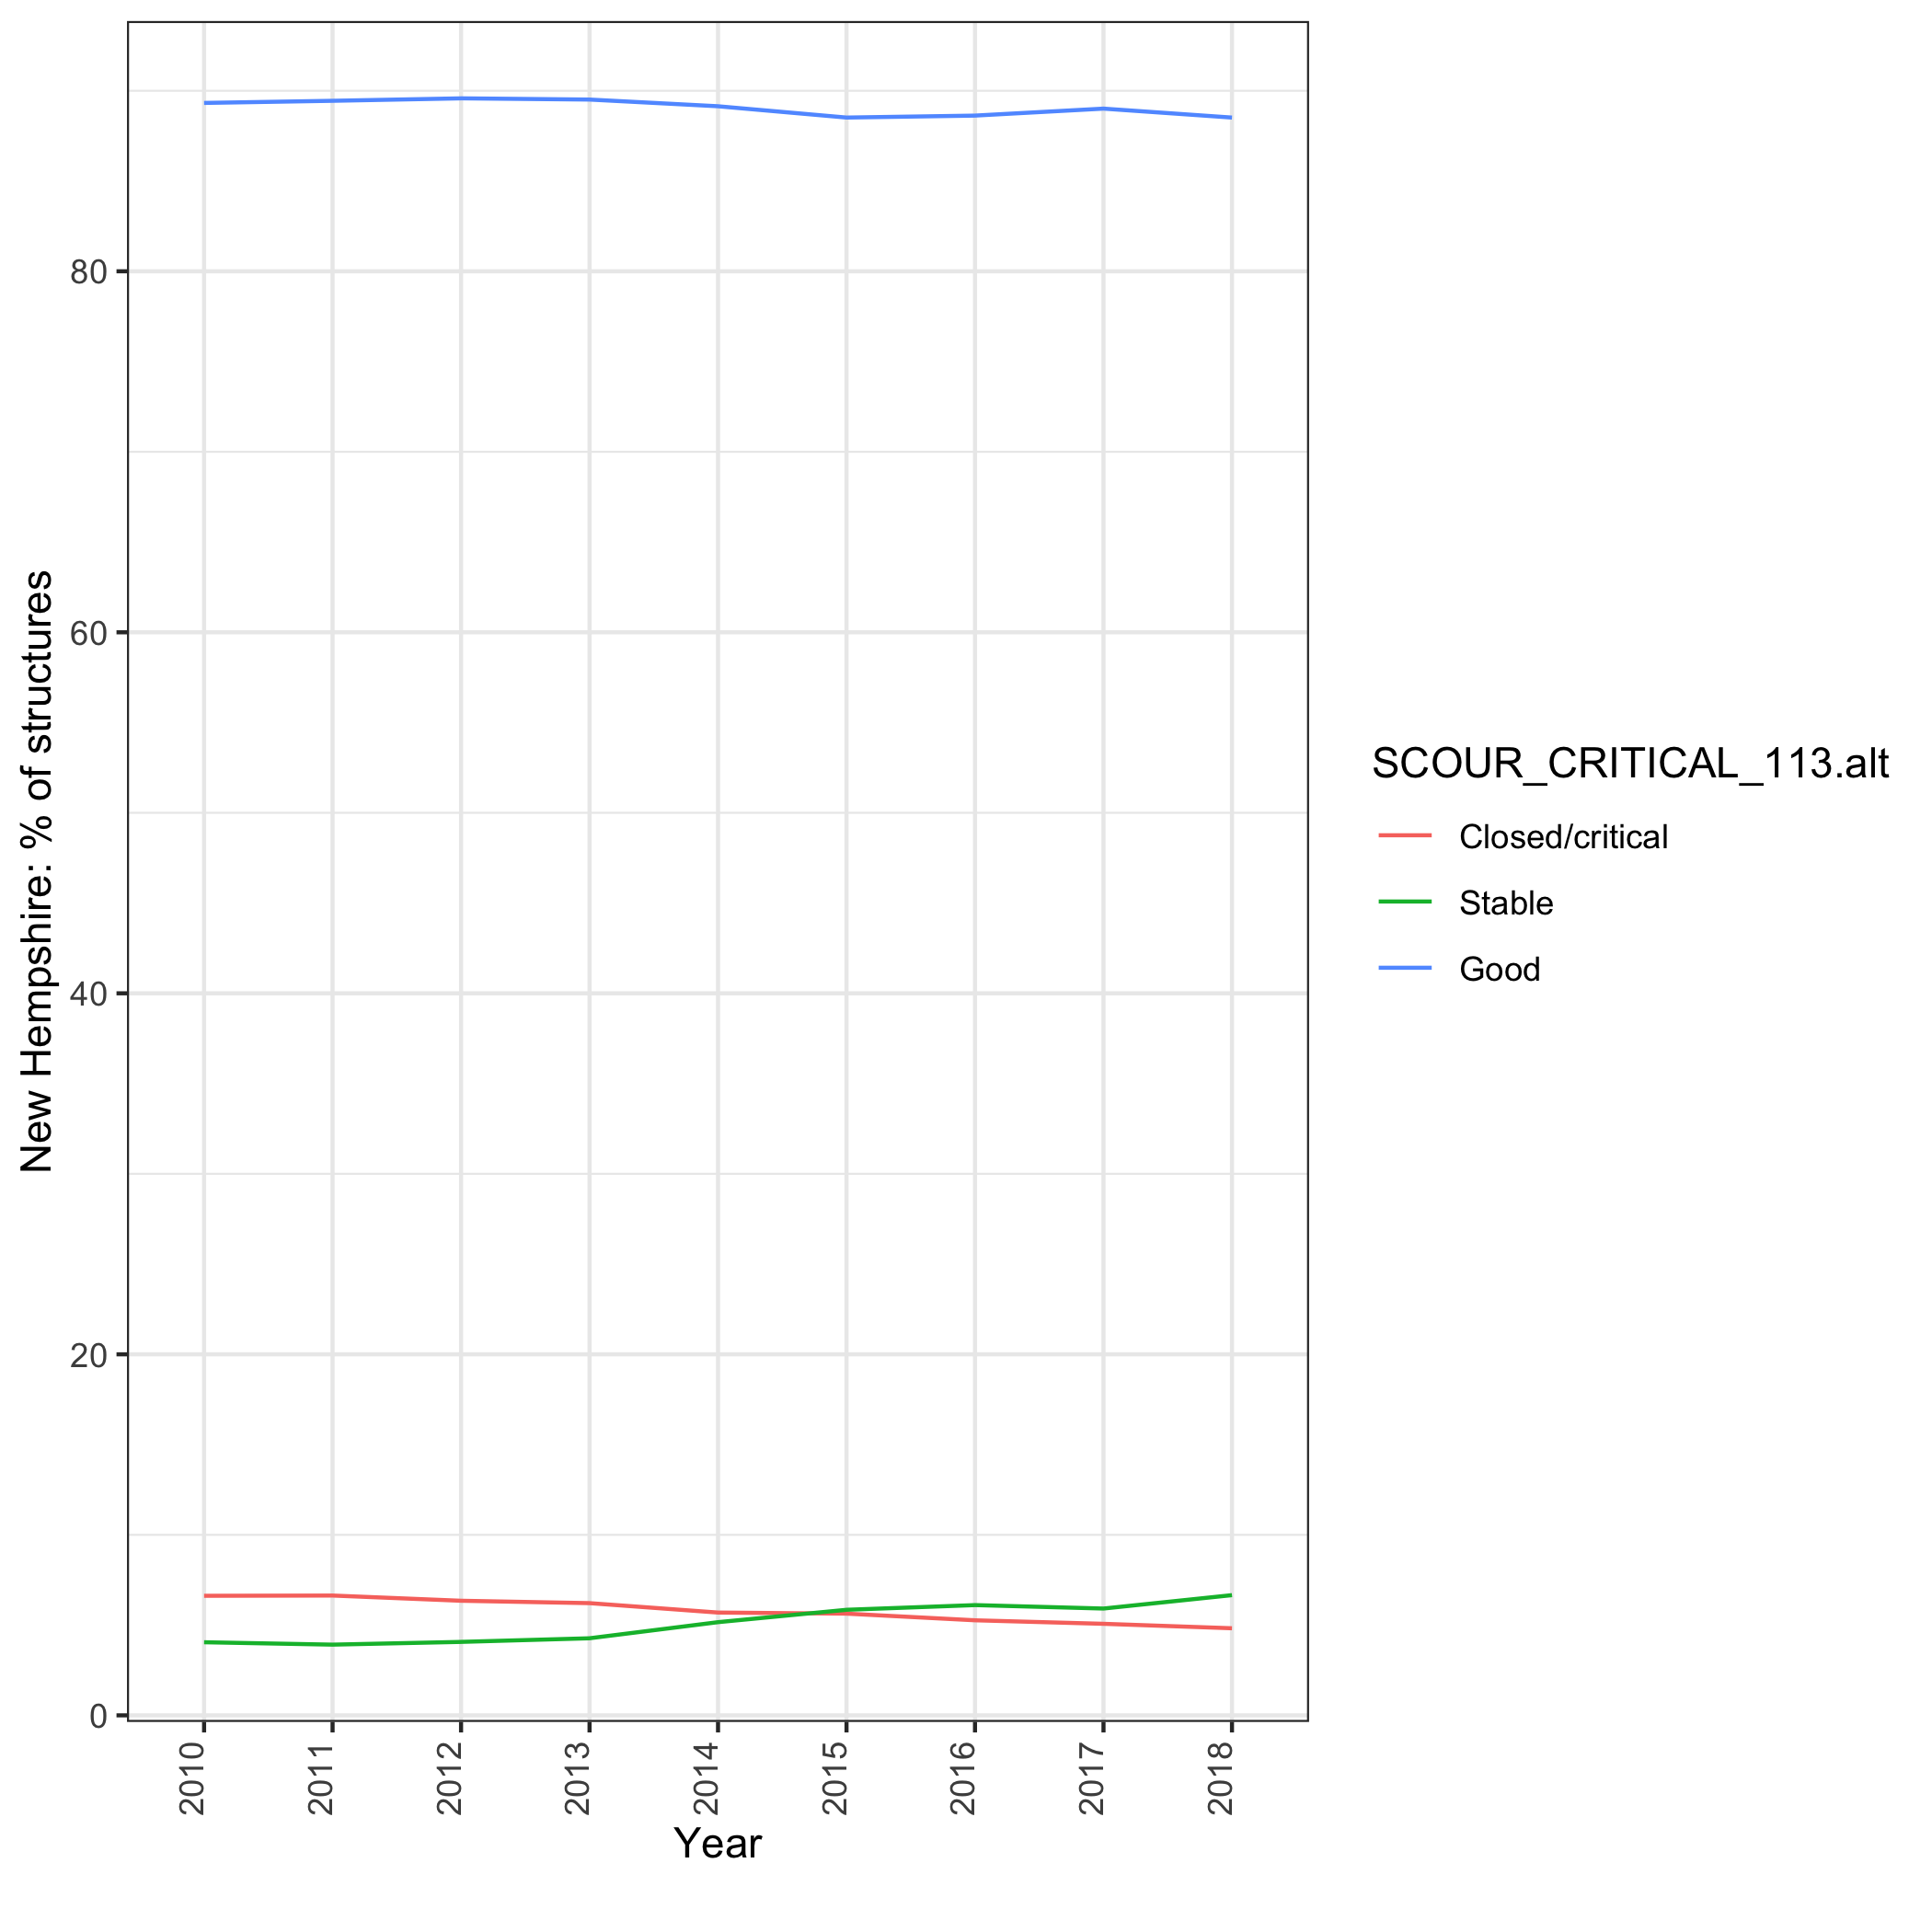 New Hempshire: % of structures
80
60
40
20
0
2010
2011
2012
2013
2014
2015
2016
2017
2018
Year
SCOUR_CRITICAL_113.alt
Closed/critical
Stable
Good